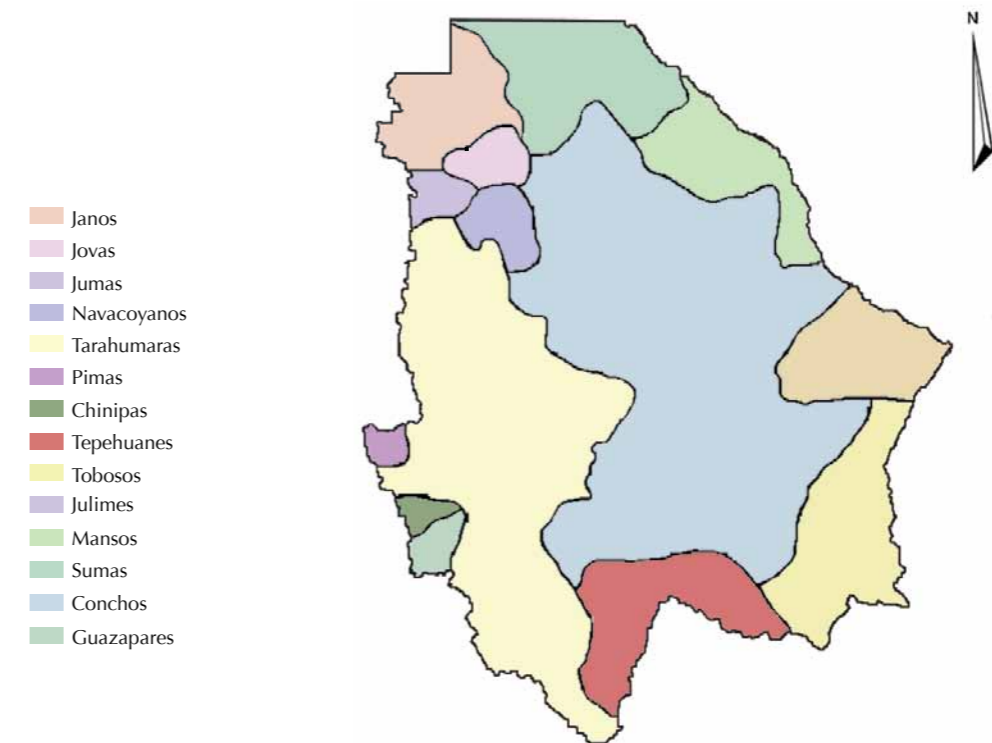 N
Janos
Jovas
Jumas
Navacoyanos
Tarahumaras
Pimas
Chinipas
Tepehuanes
Tobosos
Julimes
Mansos
Sumas
Conchos
Guazapares